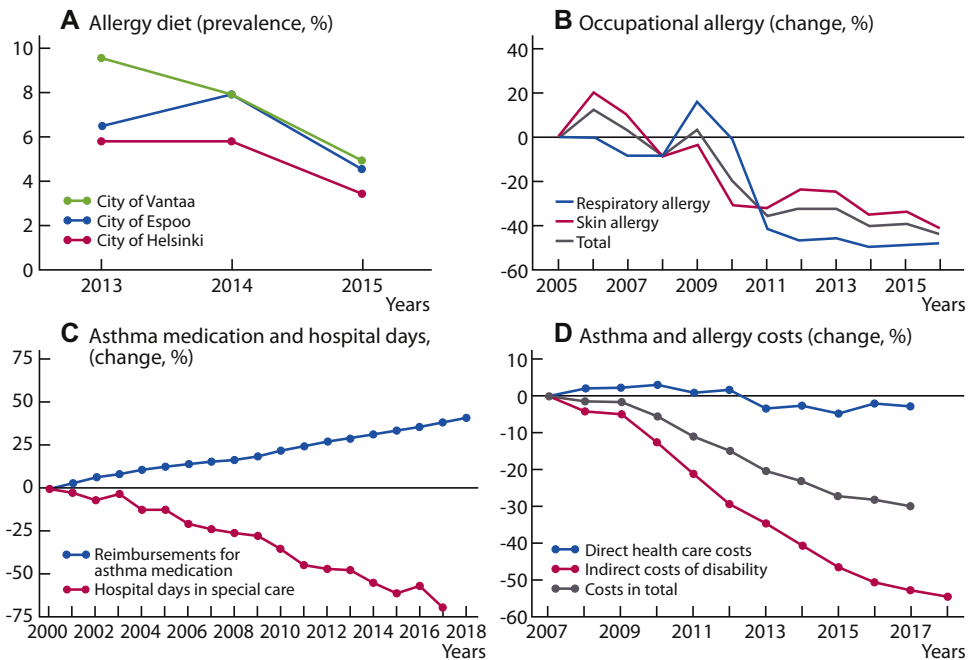 A Allergy diet (prevalence, %)
10
8
6
4
2
0
City of Vantaa
City of Espoo
City of Helsinki
2013 2014 2015
Years
B Occupational allergy (change, %)
40
20
0
-20
-40
-60
Respiratory allergy
Skin allergy
Total
2005 2007 2009 2011 2013 2015
Years
C Asthma medication and hospital days,
(change, %)
75
50
25
0
-25
-50
-75
Reimbursements for
asthma medication
Hospital days in special care
2000 2002 2004 2006 2008 2010 2012 2014 2016 2018
Years
D Asthma and allergy costs (change, %)
10
0
-10
-20
-30
-40
-50
-60
Direct health care costs
Indirect costs of disability
Costs in total
2007 2009 2011 2013 2015 2017
Years